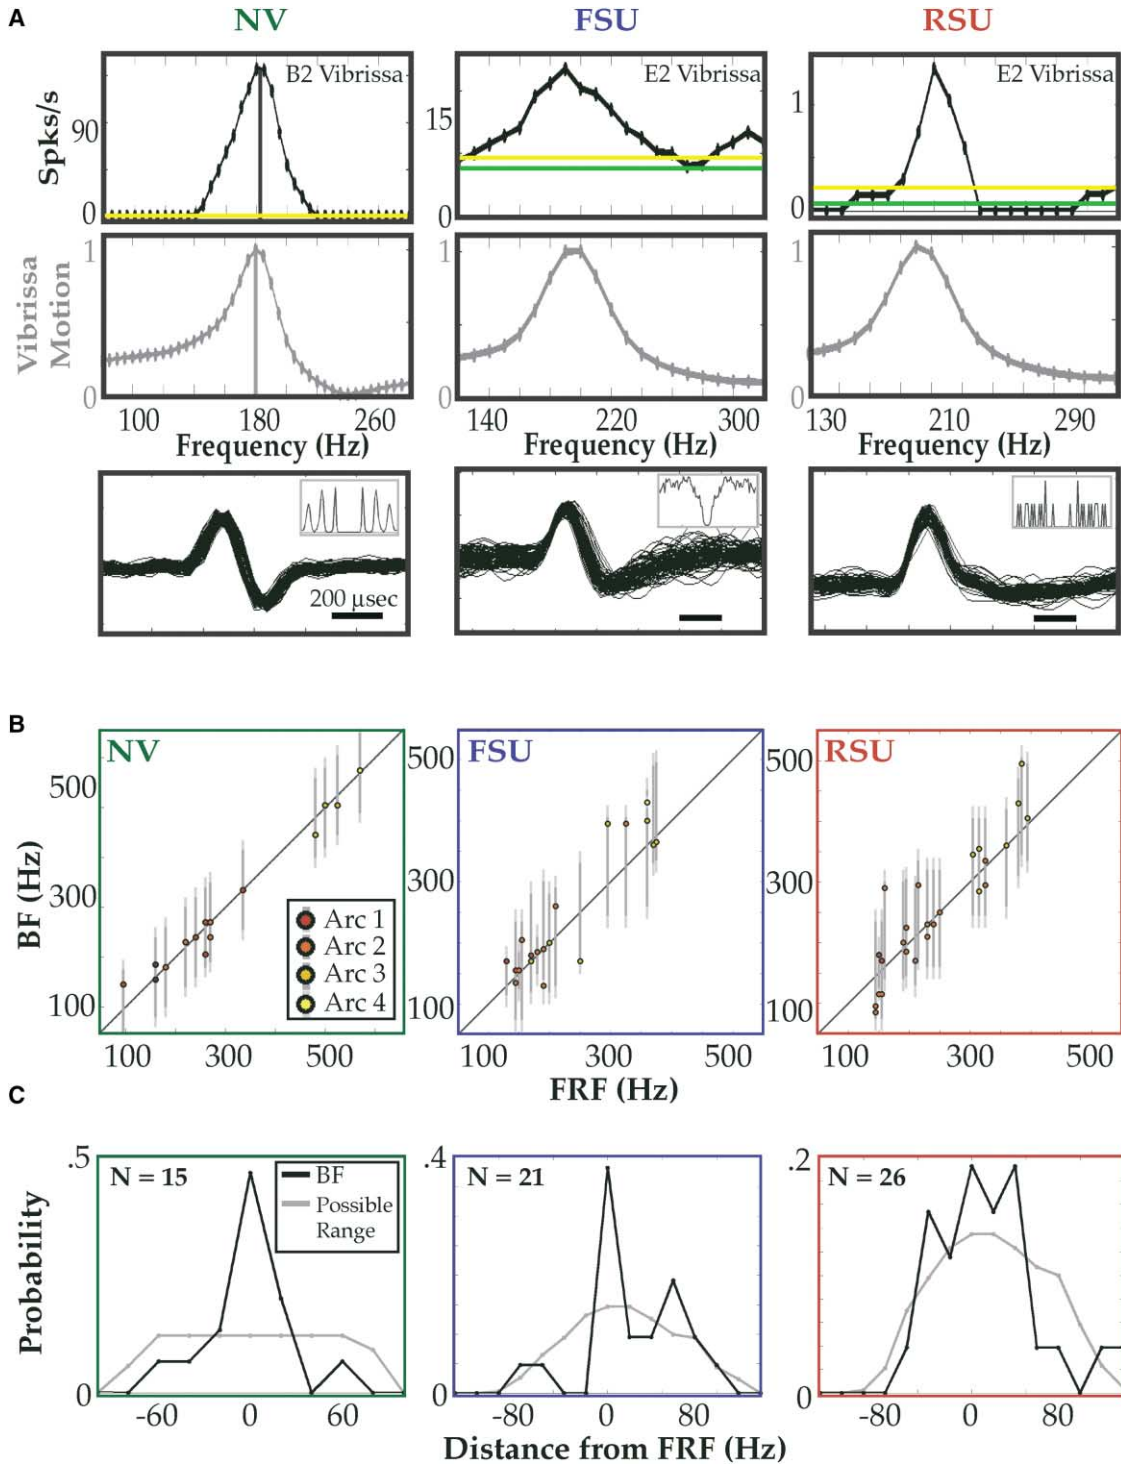 A
NV FSU RSU
Spks/s
90
0
B2 Vibrissa
15
0
E2 Vibrissa
1
0
E2 Vibrissa
Vibrissa
Motion
1
0
1
0
1
0
100 180 260
140 220 300
130 210 290
Frequency (Hz) Frequency (Hz) Frequency (Hz)
200 µsec
B
BF (Hz)
NV
500
300
100
Arc 1
Arc 2
Arc 3
Arc 4
100 300 500
FSU
500
300
100
100 300 500
RSU
500
300
100
100 300 500
FRF (Hz)
C
Probability
.5
0
N = 15
BF
Possible
Range
-60 0 60
.4
0
N = 21
-80 0 80
.2
0
N = 26
-80 0 80
Distance from FRF (Hz)